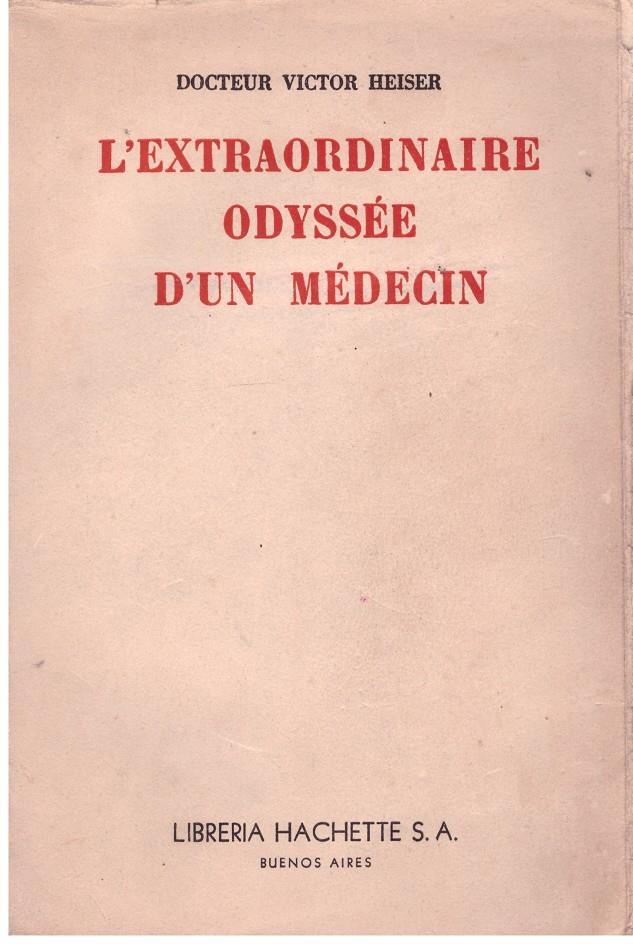 DOCTEUR VICTOR HEISER
L'EXTRAORDINAIRE
ODYSSÉE
D'UN MÉDECIN
LIBRERIA HACHETTE S. A.
BUENOS AIRES